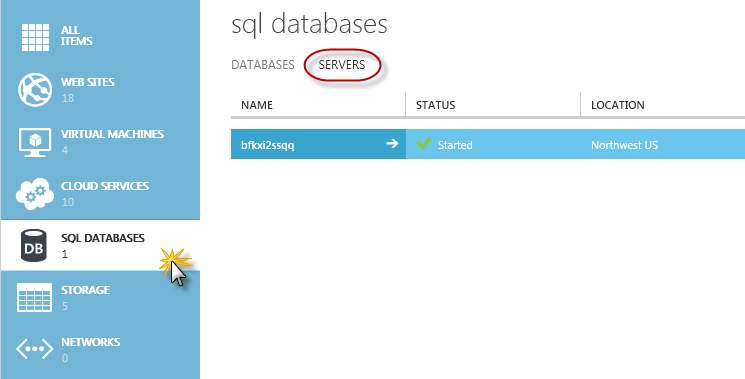 ALL
ITEMS
WEB SITES
18
VIRTUAL MACHINES
4
CLOUD SERVICES
10
DB
SQL DATABASES
1
STORAGE
5
NETWORKS
0
sql databases
DATABASES SERVERS
NAME STATUS LOCATION
bfkxi2ssqq Started Northwest US